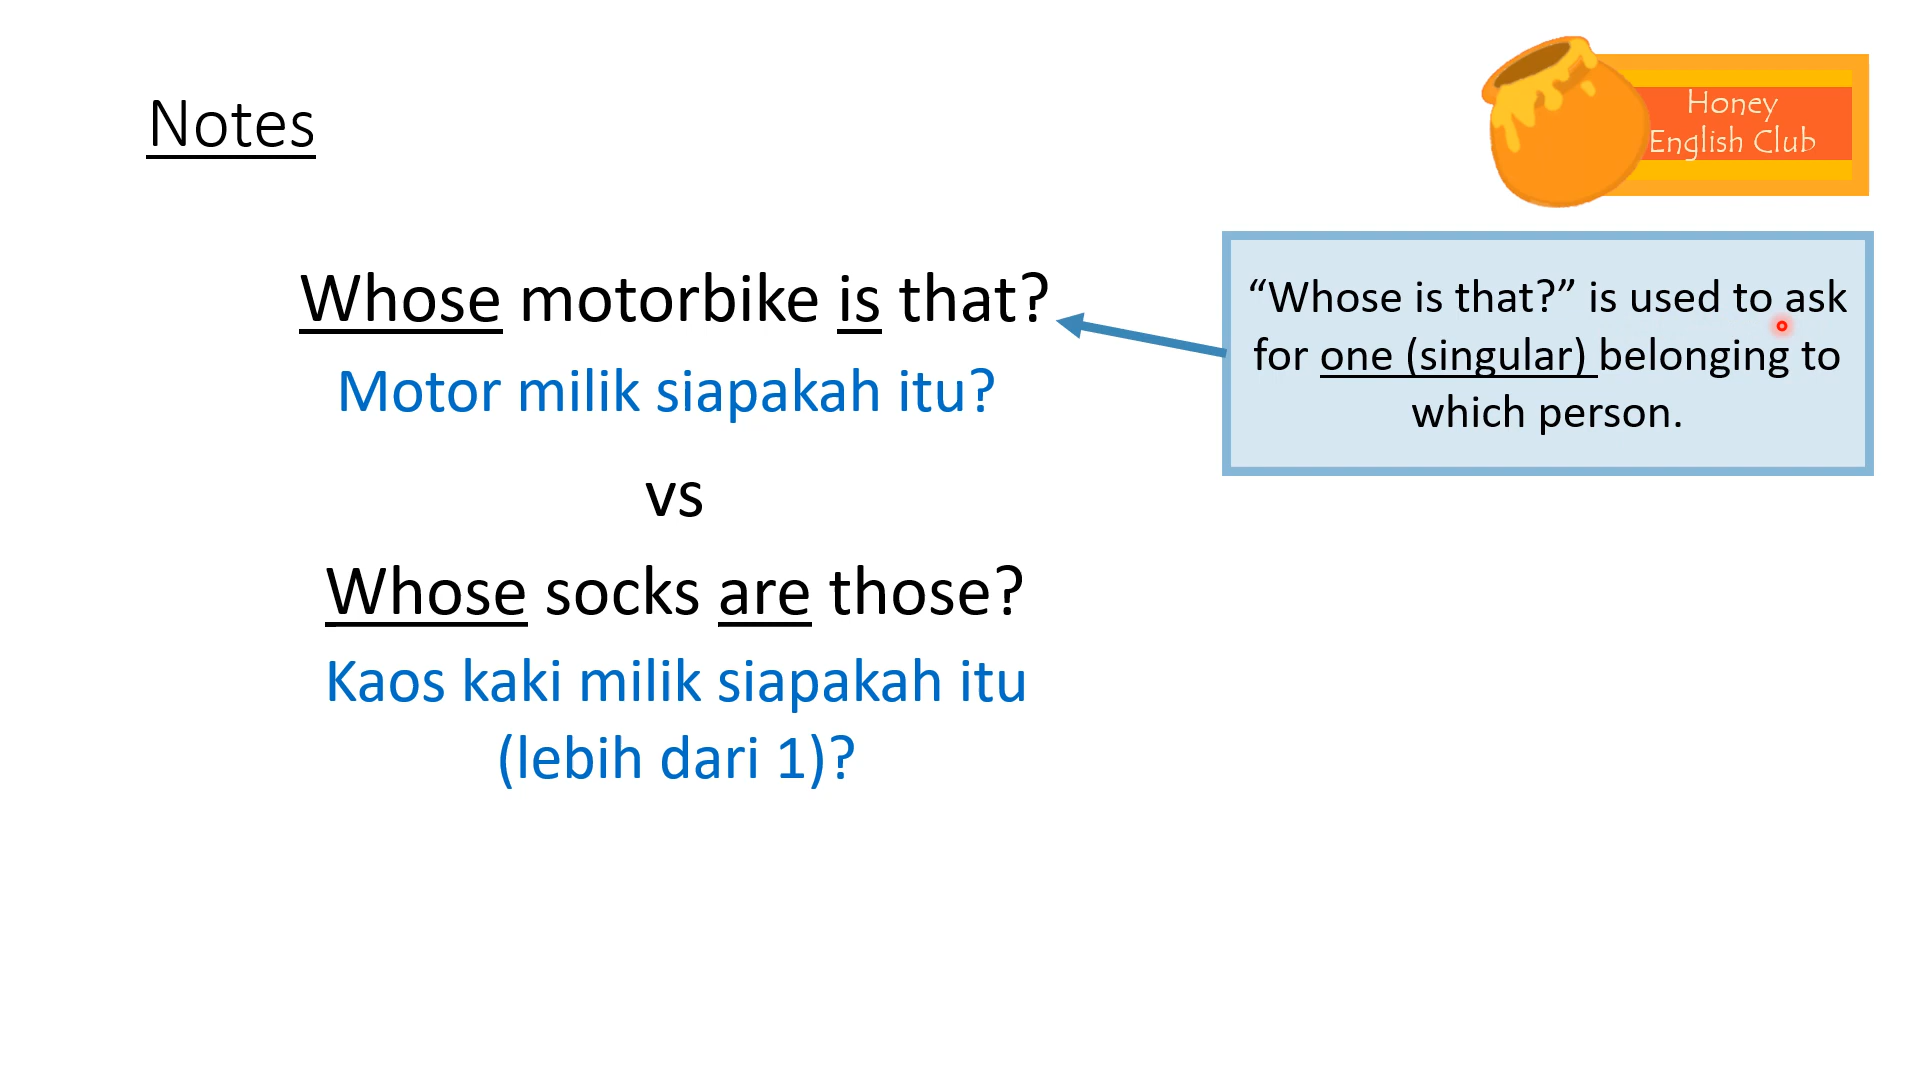 Notes
Honey
English Club
Whose motorbike is that?
Motor milik siapakah itu?
vs
Whose socks are those?
Kaos kaki milik siapakah itu
(lebih dari 1)?
“Whose is that?” is used to ask
for one (singular) belonging to
which person.